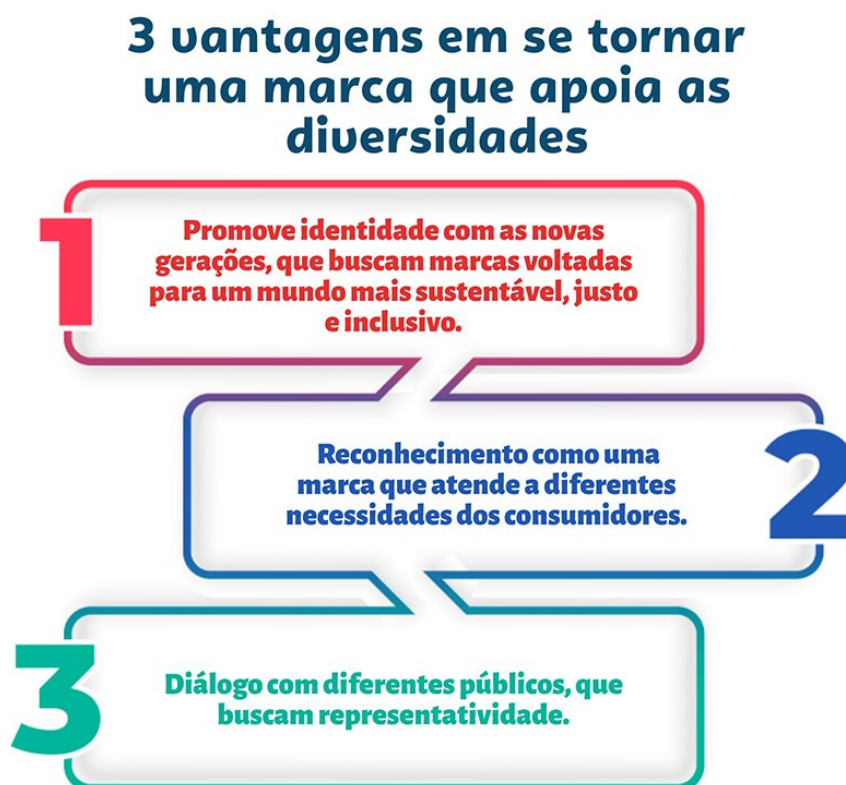 3 vantagens em se tornar
uma marca que apoia as
diversidades
1
Promove identidade com as novas
gerações, que buscam marcas voltadas
para um mundo mais sustentável, justo
e inclusivo.
Reconhecimento como uma
marca que atende a diferentes
necessidades dos consumidores.
2
3
Diálogo com diferentes públicos, que
buscam representatividade.